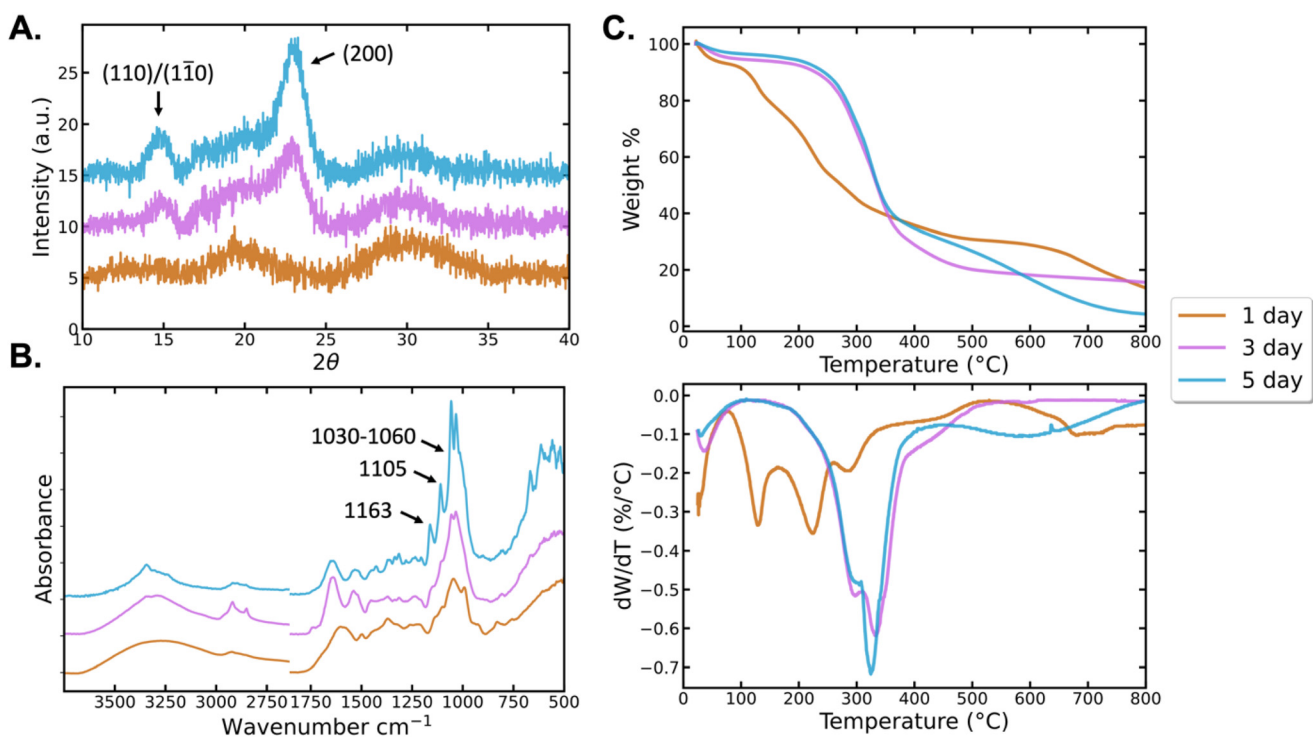 A.
(110)/(11̅0)
(200)
Intensity (a.u.)
25
20
15
10
5
0
10 15 20 25 30 35 40
2θ
B.
1030-1060
1105
1163
Absorbance
3500 3250 3000 2750 1750 1500 1250 1000 750 500
Wavenumber cm⁻¹
C.
Weight %
100
80
60
40
20
0
0 100 200 300 400 500 600 700 800
Temperature (°C)
1 day
3 day
5 day
dW/dT (%/°C)
0.0
−0.1
−0.2
−0.3
−0.4
−0.5
−0.6
−0.7
0 100 200 300 400 500 600 700 800
Temperature (°C)